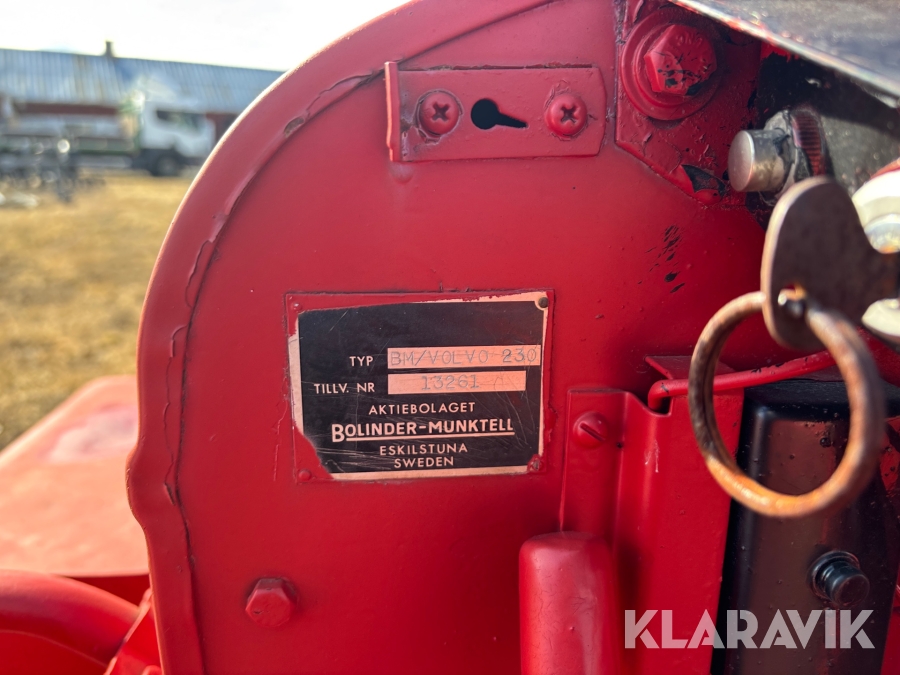 TYP BM/VOLVO 230
TILLV. NR 13261
AKTIEBOLAGET
BOLINDER-MUNKTELL
ESKILSTUNA
SWEDEN
KLARAVIK